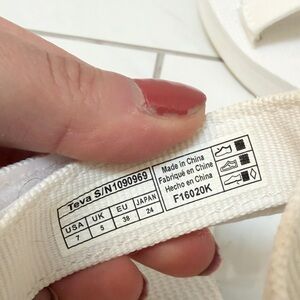 Teva S/N1090969
USA UK EU JAPAN
7 5 38 24
Made in China
Fabriqué en Chine
Hecho en China
F16020K